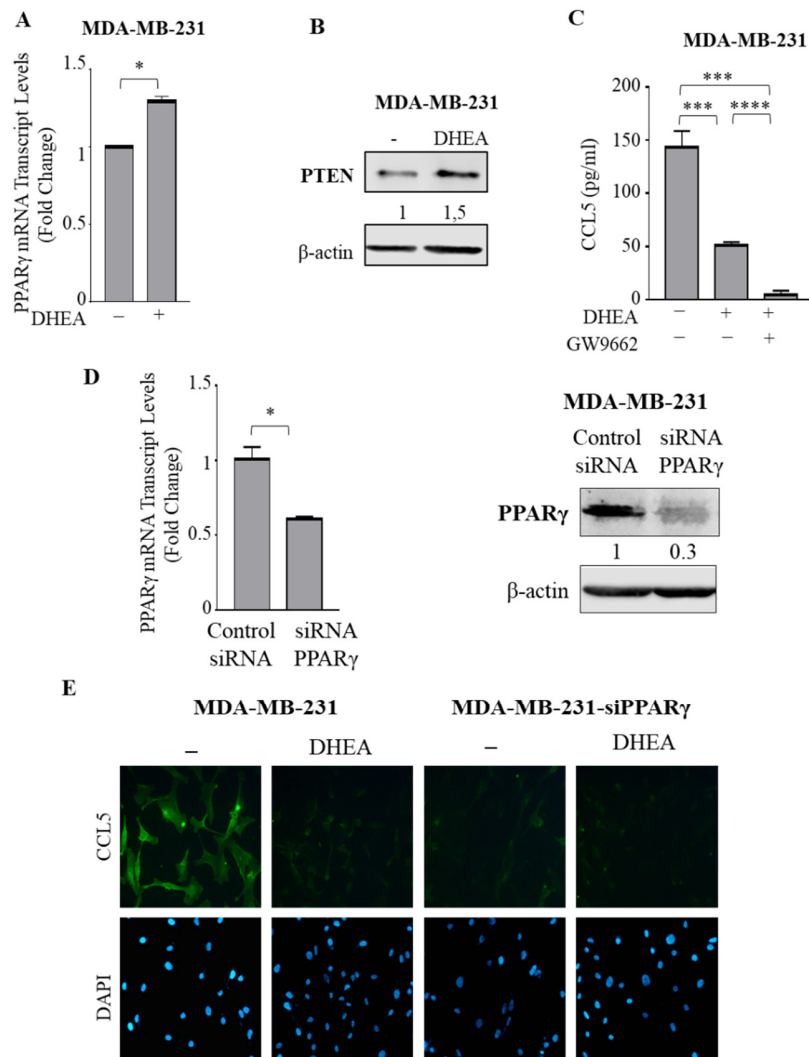 A
MDA-MB-231
PPARγ mRNA Transcript Levels
(Fold Change)
1.5
1
0.5
0
*
DHEA – +
B
MDA-MB-231
- DHEA
PTEN
1 1,5
β-actin
C
MDA-MB-231
CCL5 (pg/ml)
200
150
100
50
0
***
*** ****
DHEA – + +
GW9662 – – +
D
PPARγ mRNA Transcript Levels
(Fold Change)
1.5
1
0.5
0
*
Control siRNA
siRNA PPARγ
MDA-MB-231
Control siRNA
siRNA PPARγ
PPARγ
1 0.3
β-actin
E
MDA-MB-231 MDA-MB-231-siPPARγ
– DHEA – DHEA
CCL5
DAPI